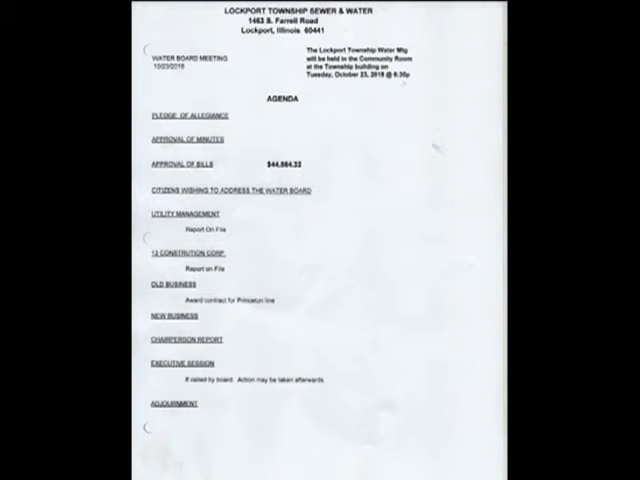 LOCKPORT TOWNSHIP SEWER & WATER
1463 S. Farrell Road
Lockport, Illinois 60441
WATER BOARD MEETING
10/23/2018
The Lockport Township Water Mtg
will be held in the Community Room
at the Township building on
Tuesday, October 23, 2018 @ 6:30p
AGENDA
PLEDGE OF ALLEGIANCE
APPROVAL OF MINUTES
APPROVAL OF BILLS $44,564.32
CITIZENS WISHING TO ADDRESS THE WATER BOARD
UTILITY MANAGEMENT
Report On File
13 CONSTRUTION CORP.
Report on File
OLD BUSINESS
Award contract for Princeton line
NEW BUSINESS
CHAIRPERSON REPORT
EXECUTIVE SESSION
If called by board. Action may be taken afterwards.
ADJOURNMENT